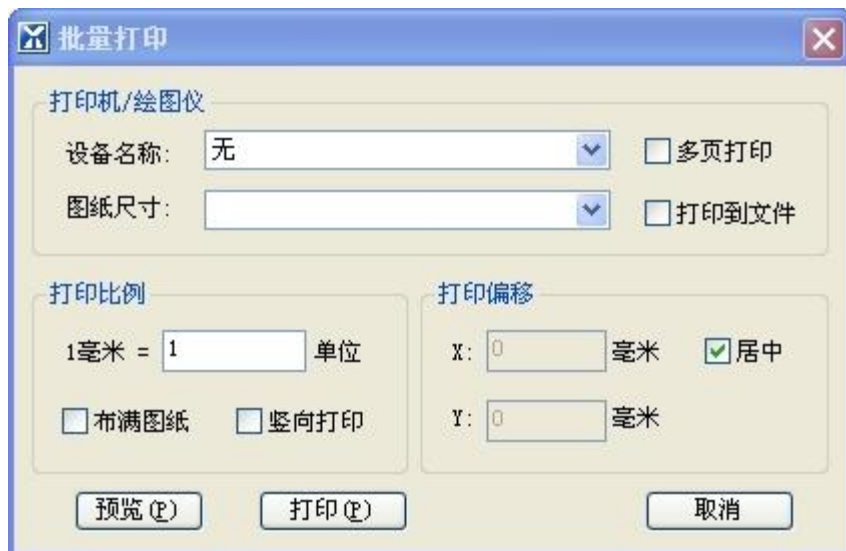 批量打印
打印机/绘图仪
设备名称: 无 多页打印
图纸尺寸: 打印到文件
打印比例 打印偏移
1毫米 = 1 单位 X: 0 毫米 居中
布满图纸 竖向打印 Y: 0 毫米
预览(P) 打印(P) 取消